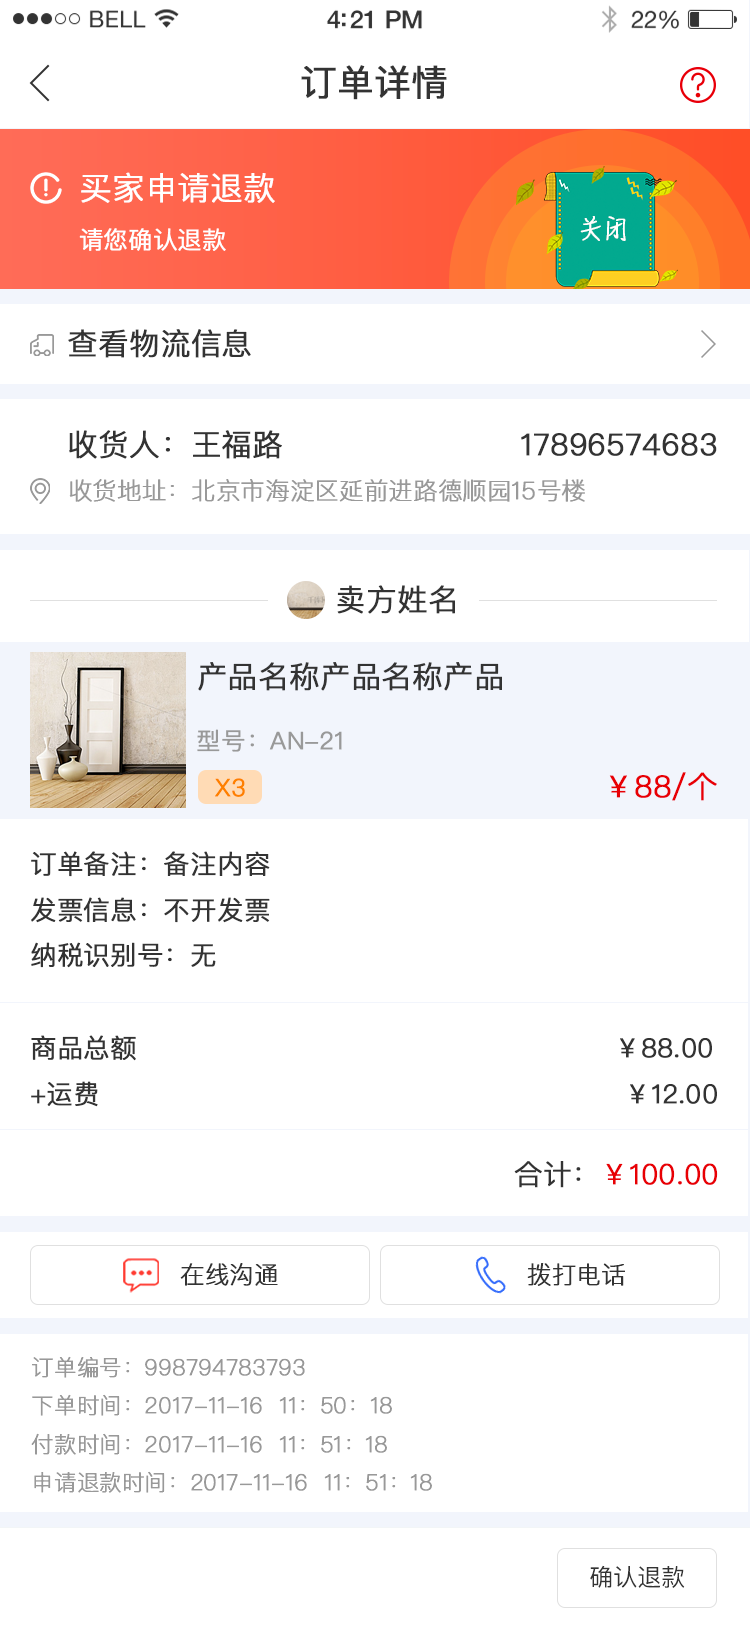 BELL 4:21 PM 22%
订单详情
买家申请退款
请您确认退款
关闭
查看物流信息
收货人：王福路 17896574683
收货地址：北京市海淀区延前进路德顺园15号楼
卖方姓名
产品名称产品名称产品
型号：AN-21
X3 ¥88/个
订单备注：备注内容
发票信息：不开发票
纳税识别号：无
商品总额 ¥88.00
+运费 ¥12.00
合计：¥100.00
在线沟通 拨打电话
订单编号：998794783793
下单时间：2017-11-16 11：50：18
付款时间：2017-11-16 11：51：18
申请退款时间：2017-11-16 11：51：18
确认退款